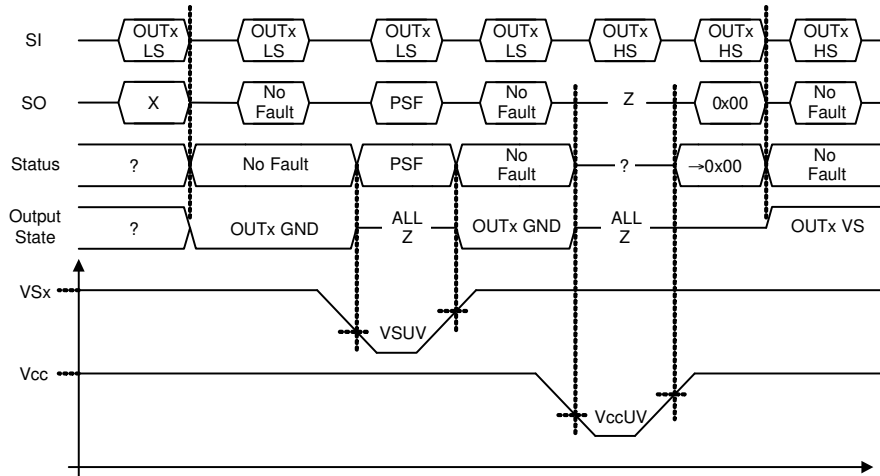 SI
OUTx
LS
OUTx
LS
OUTx
LS
OUTx
LS
OUTx
HS
OUTx
HS
OUTx
HS
SO
X
No
Fault
PSF
No
Fault
Z
0x00
No
Fault
Status
?
No Fault
PSF
No
Fault
?
→0x00
No
Fault
Output
State
?
OUTx GND
ALL
Z
OUTx GND
ALL
Z
OUTx VS
VSx
VSUV
Vcc
VccUV